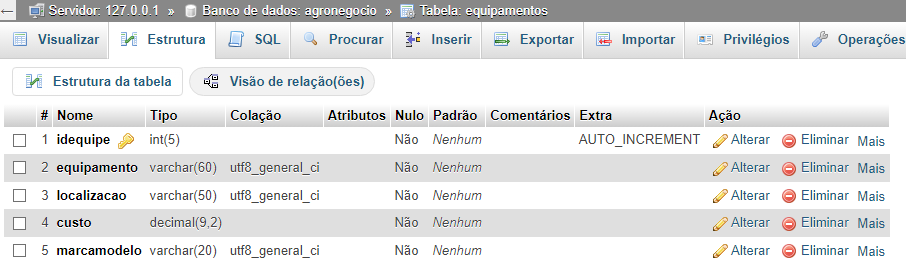 ← Servidor: 127.0.0.1 » Banco de dados: agronegocio » Tabela: equipamentos
Visualizar Estrutura SQL Procurar Inserir Exportar Importar Privilégios Operações
Estrutura da tabela Visão de relação(ões)
# Nome Tipo Colação Atributos Nulo Padrão Comentários Extra Ação
1 idequipe int(5) Não Nenhum AUTO_INCREMENT Alterar Eliminar Mais
2 equipamento varchar(60) utf8_general_ci Não Nenhum Alterar Eliminar Mais
3 localizacao varchar(50) utf8_general_ci Não Nenhum Alterar Eliminar Mais
4 custo decimal(9,2) Não Nenhum Alterar Eliminar Mais
5 marcamodelo varchar(20) utf8_general_ci Não Nenhum Alterar Eliminar Mais